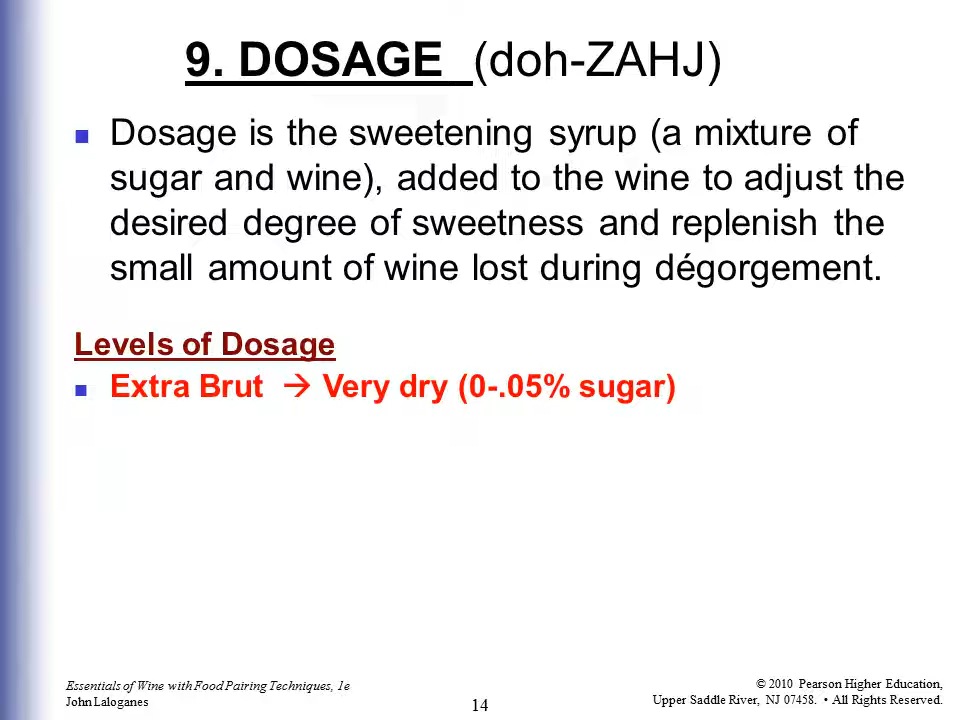 9. DOSAGE (doh-ZAHJ)
Dosage is the sweetening syrup (a mixture of
sugar and wine), added to the wine to adjust the
desired degree of sweetness and replenish the
small amount of wine lost during dégorgement.
Levels of Dosage
Extra Brut → Very dry (0-.05% sugar)
Essentials of Wine with Food Pairing Techniques, 1e
John Laloganes
14
© 2010 Pearson Higher Education,
Upper Saddle River, NJ 07458. • All Rights Reserved.